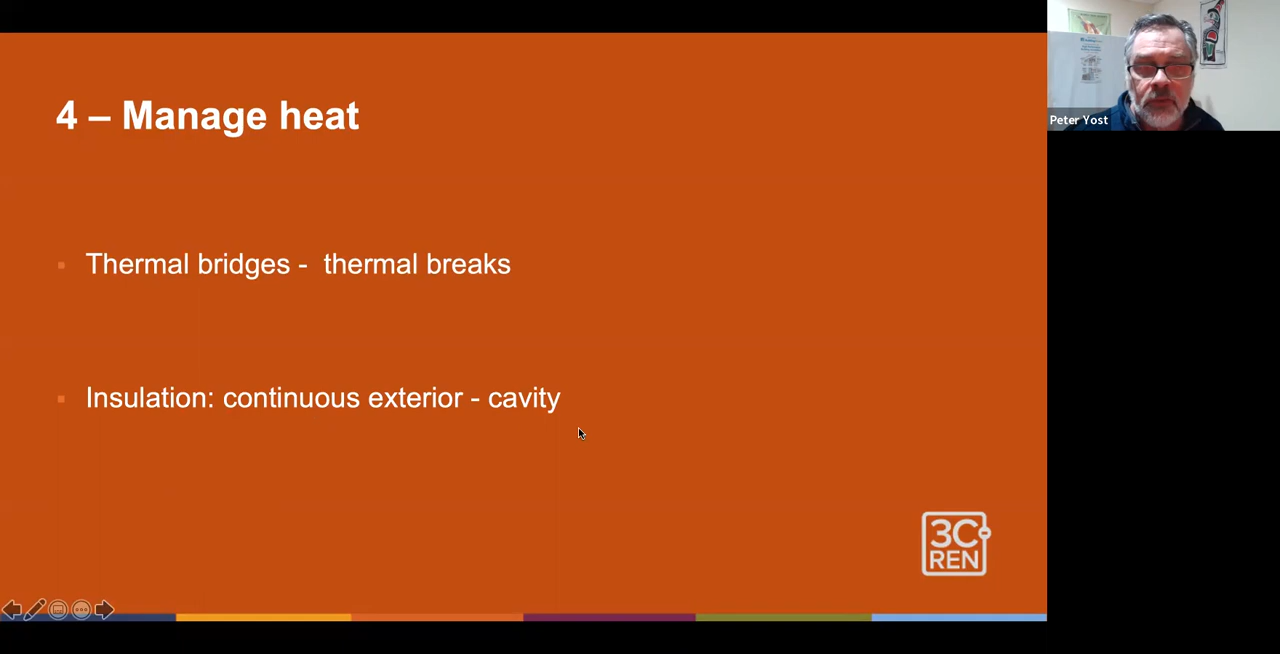 4 – Manage heat
Thermal bridges - thermal breaks
Insulation: continuous exterior - cavity
3C
REN
Peter Yost